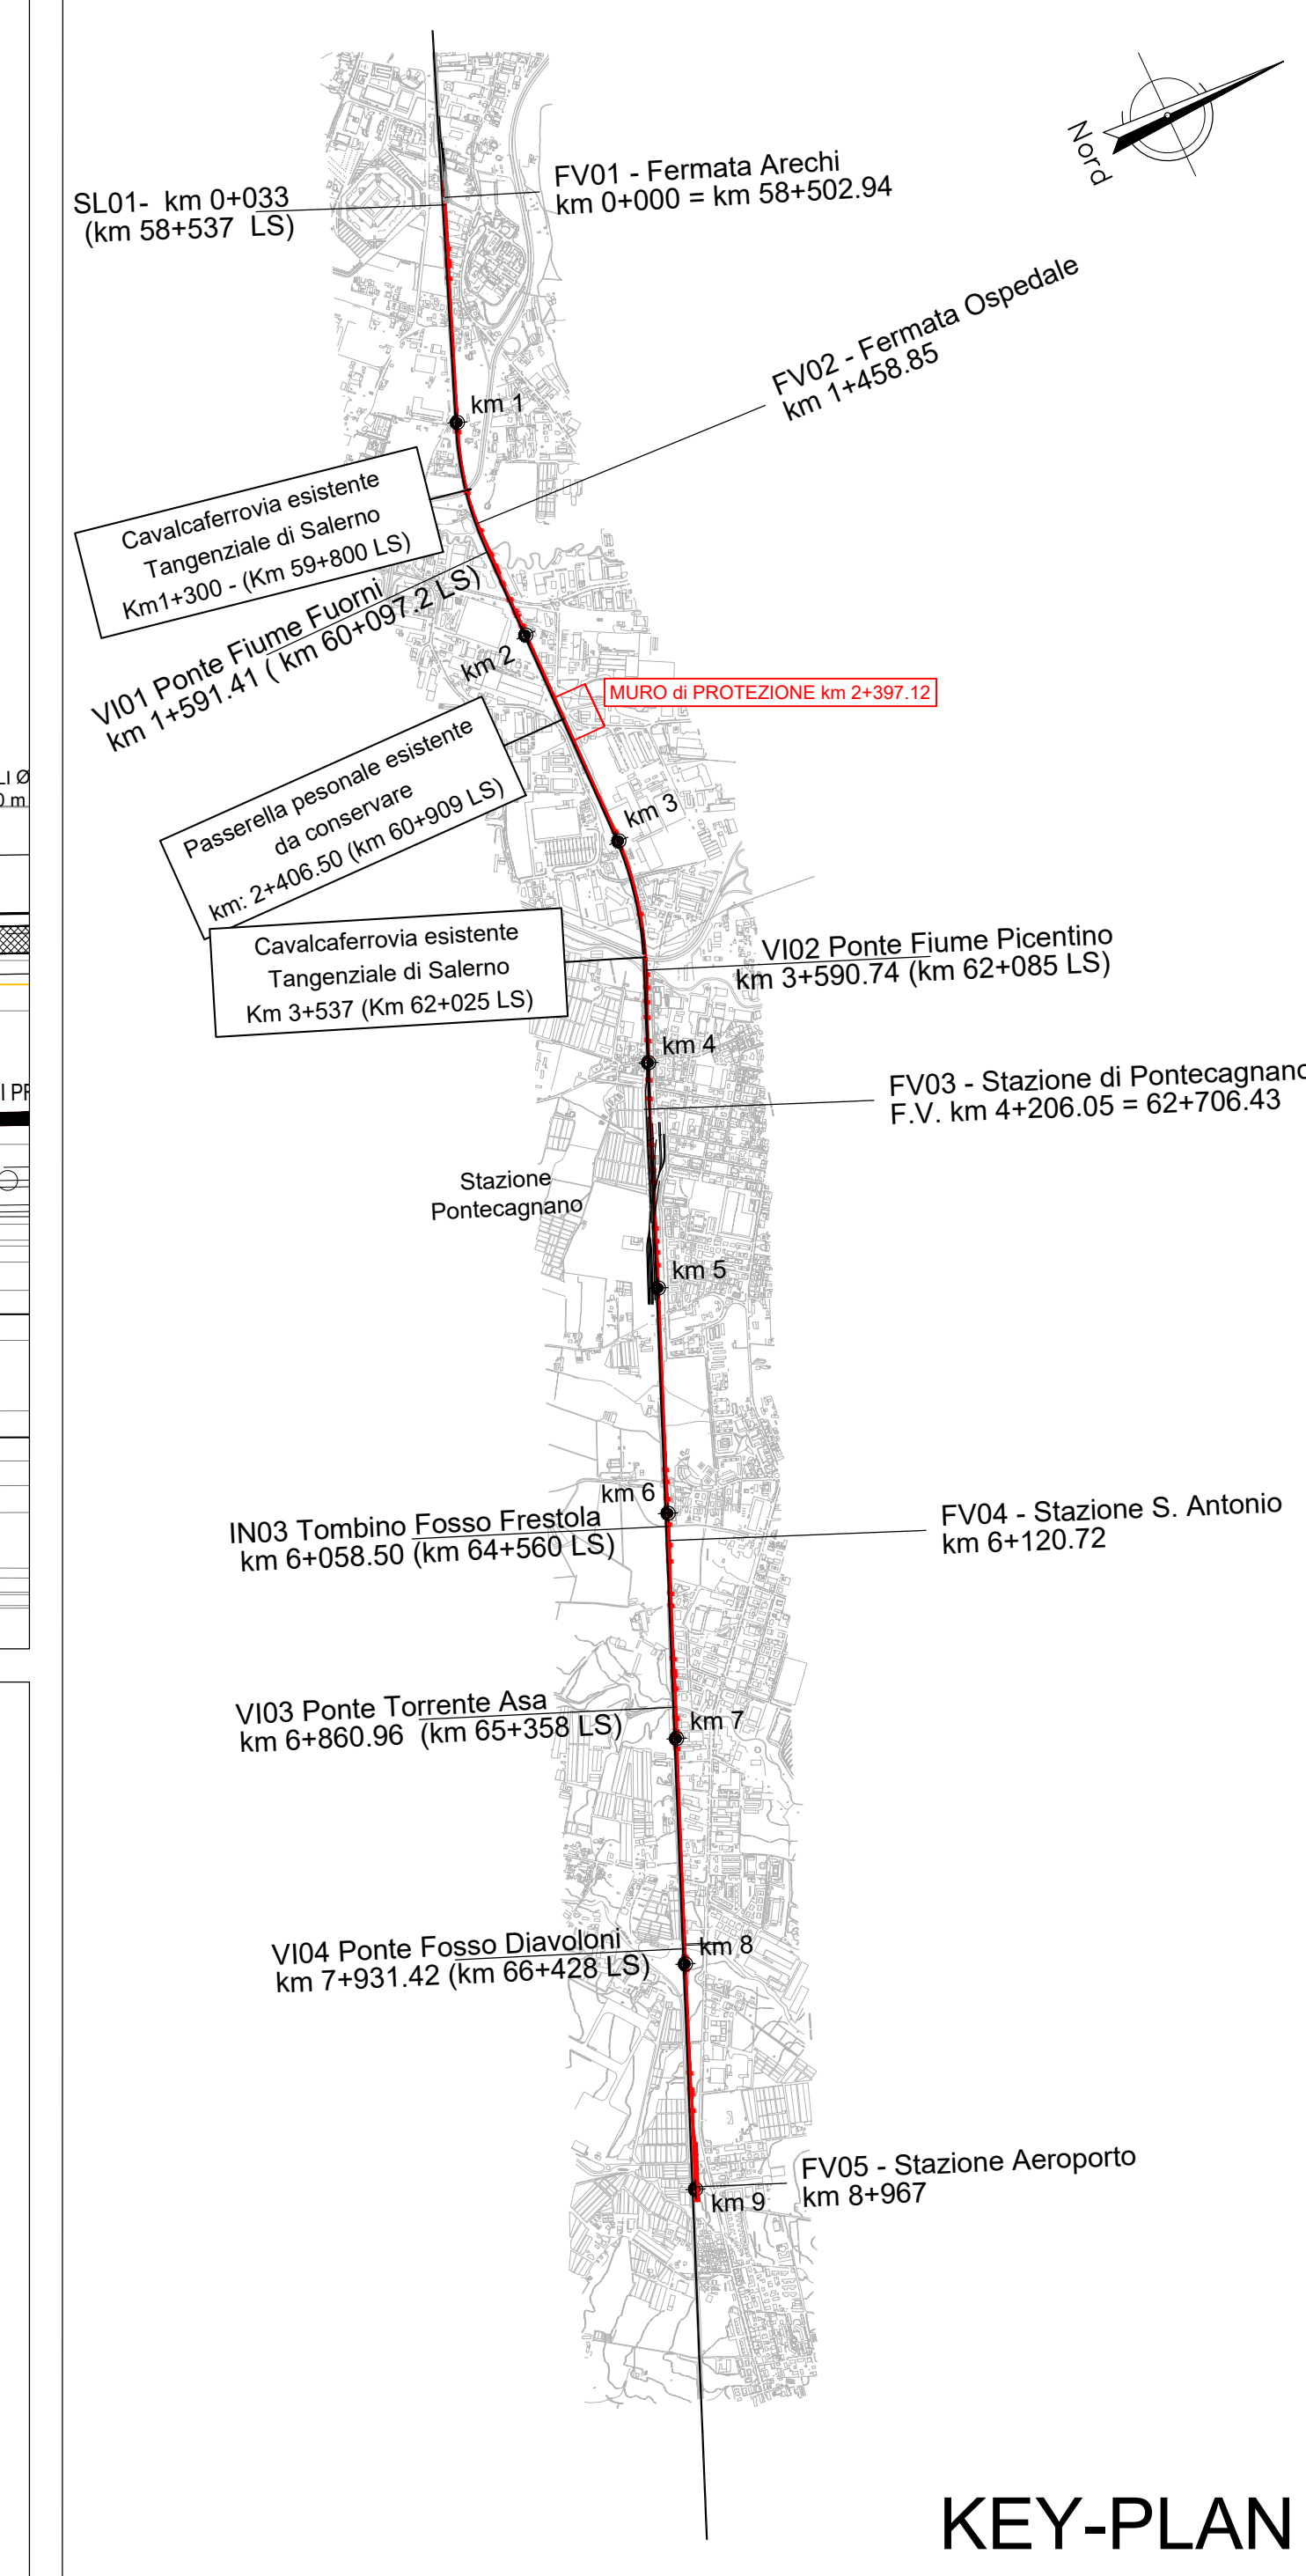 Nord
FV01 - Fermata Arechi
km 0+000 = km 58+502.94
SL01- km 0+033
(km 58+537 LS)
FV02 - Fermata Ospedale
km 1+458.85
km 1
Cavalcaferrovia esistente
Tangenziale di Salerno
Km1+300 - (Km 59+800 LS)
VI01 Ponte Fiume Fuorni
km 1+591.41 ( km 60+097.2 LS)
km 2
MURO di PROTEZIONE km 2+397.12
Passerella pesonale esistente
da conservare
km: 2+406.50 (km 60+909 LS)
km 3
Cavalcaferrovia esistente
Tangenziale di Salerno
Km 3+537 (Km 62+025 LS)
VI02 Ponte Fiume Picentino
km 3+590.74 (km 62+085 LS)
km 4
FV03 - Stazione di Pontecagnano
F.V. km 4+206.05 = 62+706.43
Stazione
Pontecagnano
km 5
km 6
IN03 Tombino Fosso Frestola
km 6+058.50 (km 64+560 LS)
FV04 - Stazione S. Antonio
km 6+120.72
VI03 Ponte Torrente Asa
km 6+860.96 (km 65+358 LS)
km 7
VI04 Ponte Fosso Diavoloni
km 7+931.42 (km 66+428 LS)
km 8
FV05 - Stazione Aeroporto
km 8+967
km 9
KEY-PLAN
LI Ø
0 m
I PR